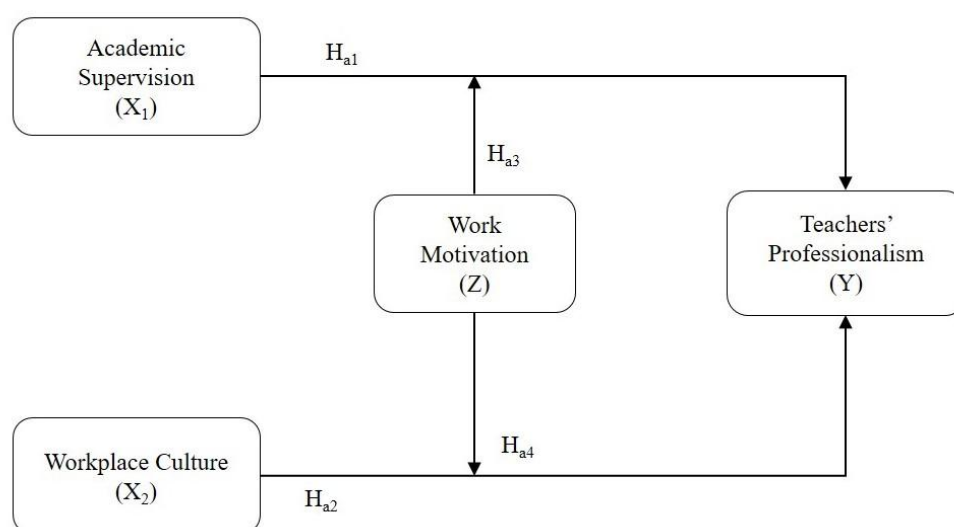 Academic
Supervision
(X₁)
Hₐ₁
Hₐ₃
Work
Motivation
(Z)
Teachers’
Professionalism
(Y)
Workplace Culture
(X₂)
Hₐ₄
Hₐ₂